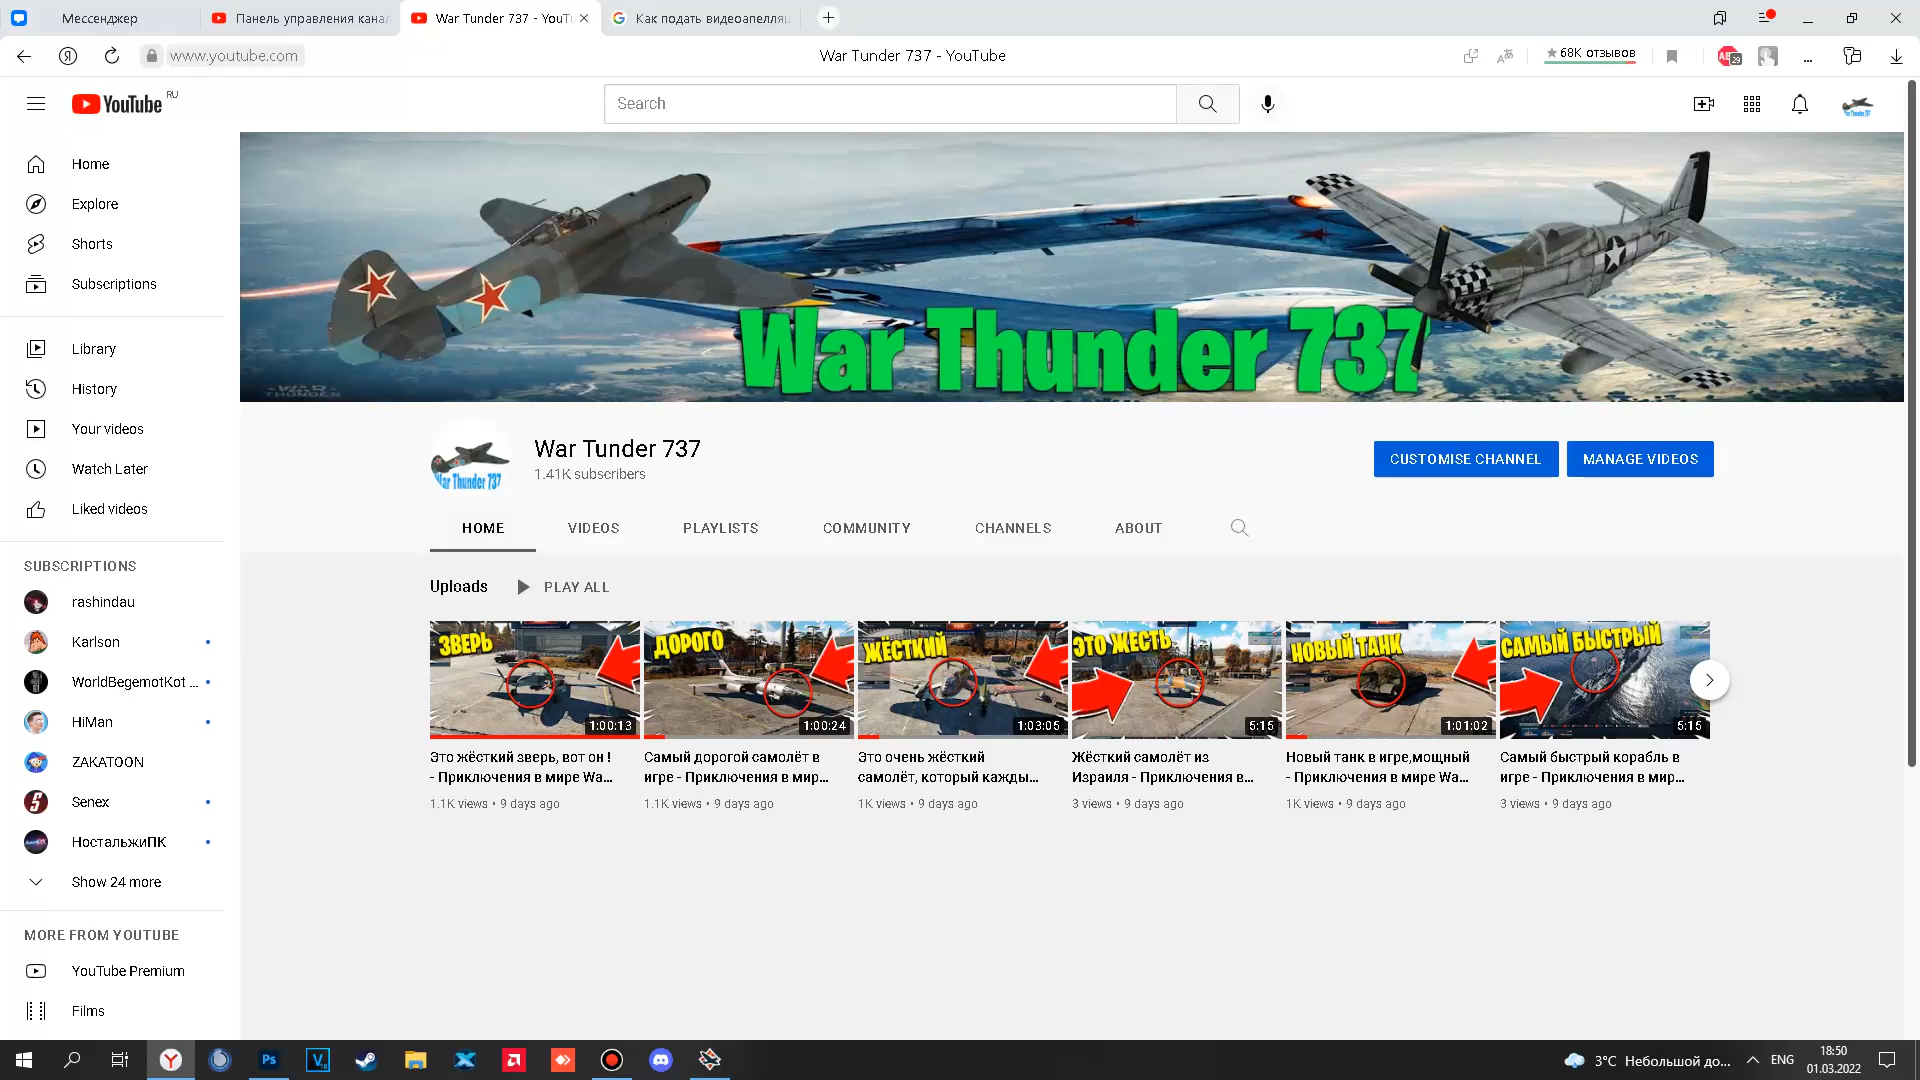 Мессенджер
Панель управления канал
War Tunder 737 - YouTu
Как подать видеоапелляц
www.youtube.com
War Tunder 737 - YouTube
68K отзывов
29
YouTube RU
Search
Home
Explore
Shorts
Subscriptions
Library
History
Your videos
Watch Later
Liked videos
SUBSCRIPTIONS
rashindau
Karlson
WorldBegemotKot ...
HiMan
ZAKATOON
Senex
НостальжиПК
Show 24 more
MORE FROM YOUTUBE
YouTube Premium
Films
War Thunder 737
WAR THUNDER
War Thunder 737
War Tunder 737
1.41K subscribers
CUSTOMISE CHANNEL
MANAGE VIDEOS
HOME
VIDEOS
PLAYLISTS
COMMUNITY
CHANNELS
ABOUT
Uploads
PLAY ALL
ЗВЕРЬ
1:00:13
Это жёсткий зверь, вот он !
- Приключения в мире Wa...
1.1K views • 9 days ago
ДОРОГО
1:00:24
Самый дорогой самолёт в
игре - Приключения в мир...
1.1K views • 9 days ago
ЖЁСТКИЙ
1:03:05
Это очень жёсткий
самолёт, который кажды...
1K views • 9 days ago
ЭТО ЖЕСТЬ
5:15
Жёсткий самолёт из
Израиля - Приключения в...
3 views • 9 days ago
НОВЫЙ ТАНК
1:01:02
Новый танк в игре,мощный
- Приключения в мире Wa...
1K views • 9 days ago
САМЫЙ БЫСТРЫЙ
5:15
Самый быстрый корабль в
игре - Приключения в мир...
3 views • 9 days ago
3°C Небольшой до...
ENG
18:50
01.03.2022